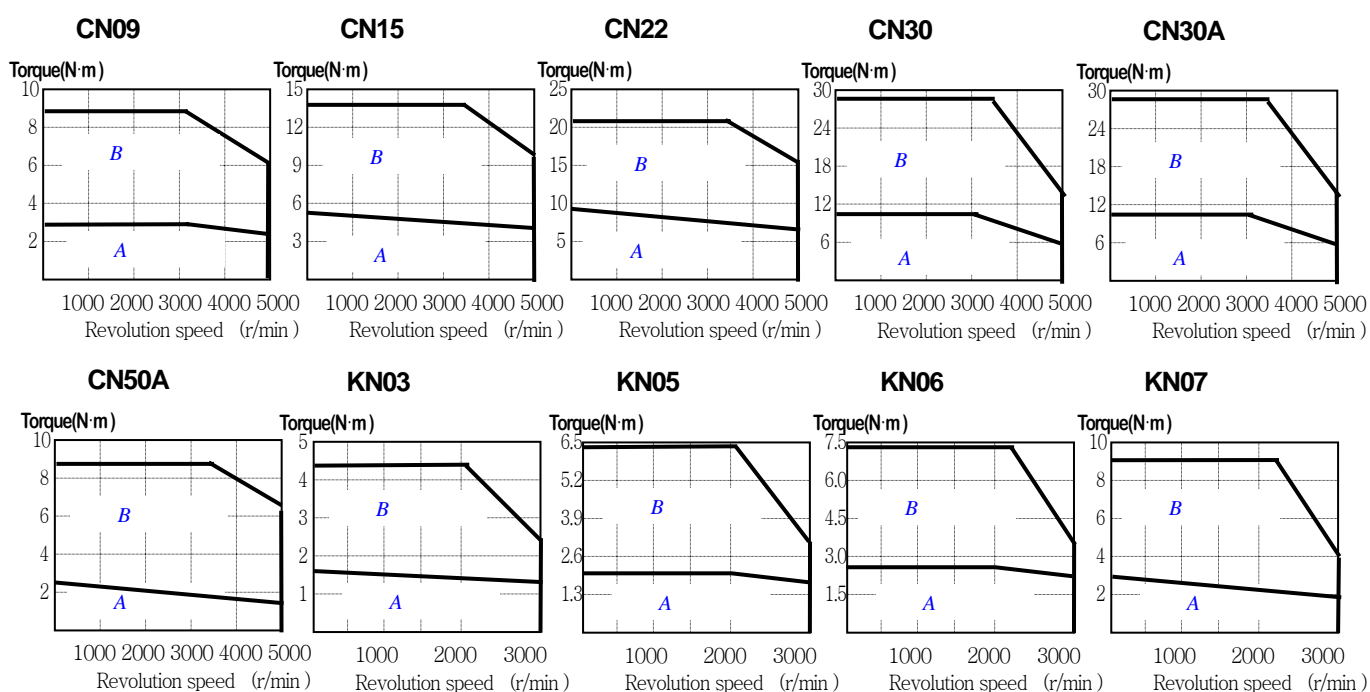 CN09 CN15 CN22 CN30 CN30A
Torque(N·m) Torque(N·m) Torque(N·m) Torque(N·m) Torque(N·m)
10 15 25 30 30
8 12 20 24 24
B B B B B
6 9 15 18 18
4 6 10 12 12
2 3 5 6 6
A A A A A
1000 2000 3000 4000 5000 1000 2000 3000 4000 5000 1000 2000 3000 4000 5000 1000 2000 3000 4000 5000 1000 2000 3000 4000 5000
Revolution speed (r/min) Revolution speed (r/min) Revolution speed (r/min) Revolution speed (r/min) Revolution speed (r/min)
CN50A KN03 KN05 KN06 KN07
Torque(N·m) Torque(N·m) Torque(N·m) Torque(N·m) Torque(N·m)
10 5 6.5 7.5 10
8 4 5.2 6.0 8
B B B B B
6 3 3.9 4.5 6
4 2 2.6 3.0 4
2 1 1.3 1.5 2
A A A A A
1000 2000 3000 4000 5000 1000 2000 3000 1000 2000 3000 1000 2000 3000 1000 2000 3000
Revolution speed (r/min) Revolution speed (r/min) Revolution speed (r/min) Revolution speed (r/min) Revolution speed (r/min)